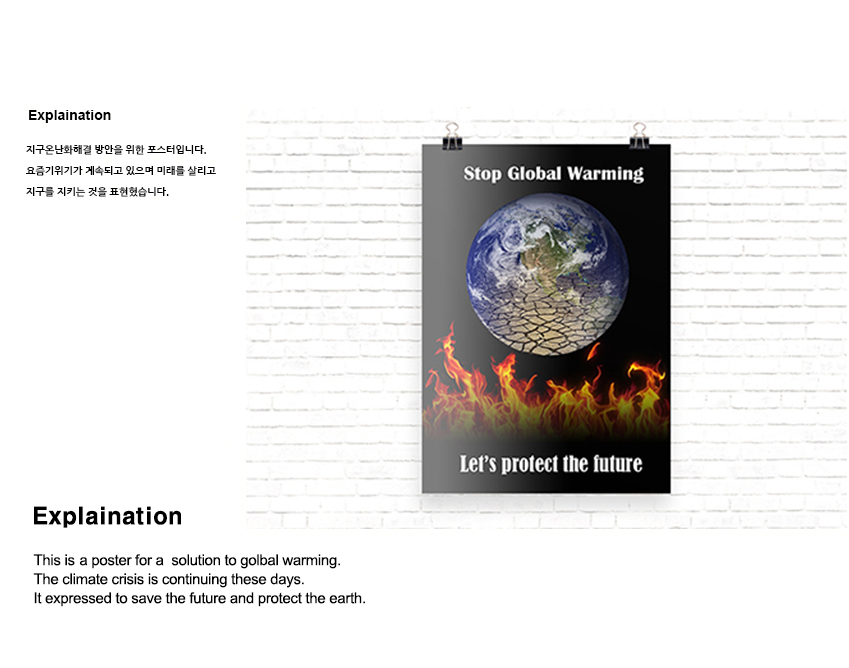 Explaination
지구온난화해결 방안을 위한 포스터입니다.
요즘기위기가 계속되고 있으며 미래를 살리고
지구를 지키는 것을 표현혔습니다.
Stop Global Warming
Let's protect the future
Explaination
This is a poster for a solution to golbal warming.
The climate crisis is continuing these days.
It expressed to save the future and protect the earth.